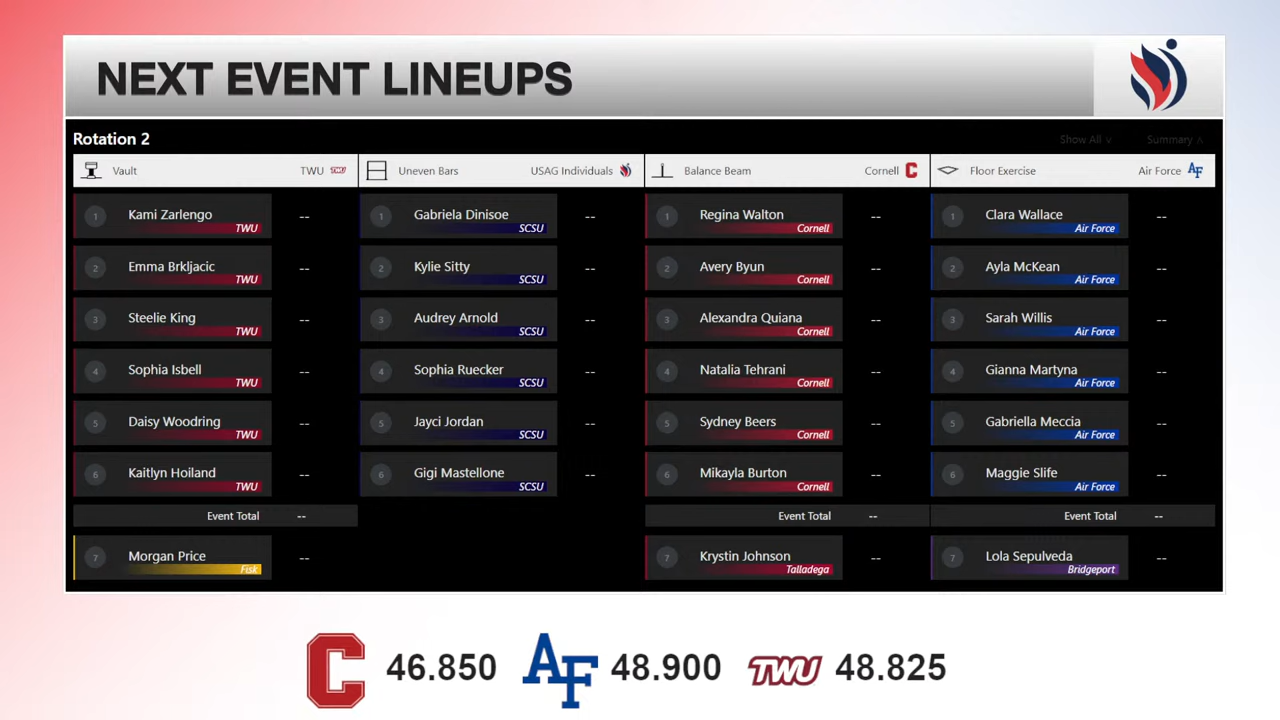 NEXT EVENT LINEUPS
Rotation 2
Show All
Summary
Vault
TWU TWU
Uneven Bars
USAG Individuals
Balance Beam
Cornell C
Floor Exercise
Air Force AF
1 Kami Zarlengo --
TWU
2 Emma Brkljacic --
TWU
3 Steelie King --
TWU
4 Sophia Isbell --
TWU
5 Daisy Woodring --
TWU
6 Kaitlyn Hoiland --
TWU
Event Total --
7 Morgan Price --
Fisk
1 Gabriela Dinisoe --
SCSU
2 Kylie Sitty --
SCSU
3 Audrey Arnold --
SCSU
4 Sophia Ruecker --
SCSU
5 Jayci Jordan --
SCSU
6 Gigi Mastellone --
SCSU
1 Regina Walton --
Cornell
2 Avery Byun --
Cornell
3 Alexandra Quiana --
Cornell
4 Natalia Tehrani --
Cornell
5 Sydney Beers --
Cornell
6 Mikayla Burton --
Cornell
Event Total --
7 Krystin Johnson --
Talladega
1 Clara Wallace --
Air Force
2 Ayla McKean --
Air Force
3 Sarah Willis --
Air Force
4 Gianna Martyna --
Air Force
5 Gabriella Meccia --
Air Force
6 Maggie Slife --
Air Force
Event Total --
7 Lola Sepulveda --
Bridgeport
C 46.850 AF 48.900 TWU 48.825